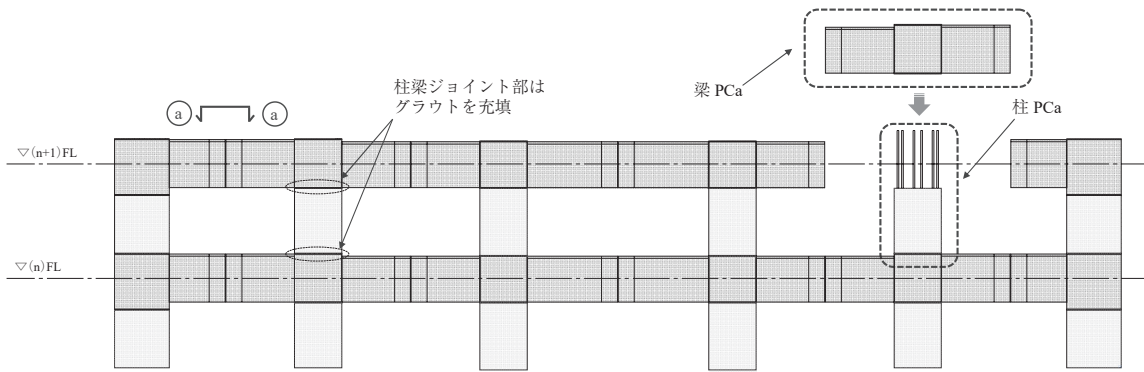 柱梁ジョイント部は
グラウトを充填
梁 PCa
柱 PCa
a
a
▽(n+1)FL
▽(n)FL